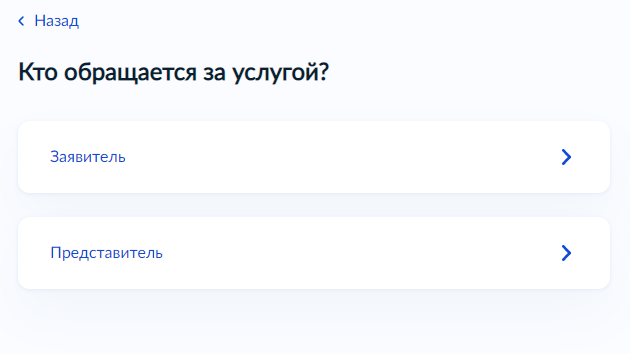 Назад
Кто обращается за услугой?
Заявитель
Представитель